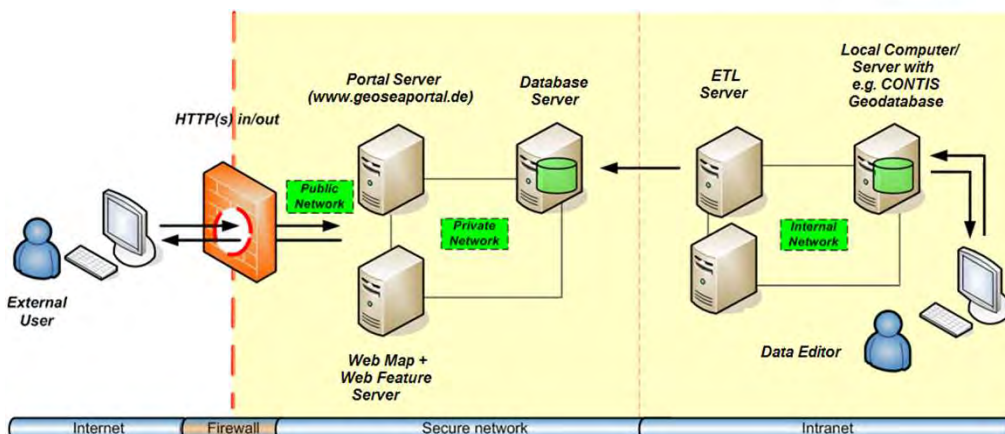 HTTP(s) in/out
Portal Server
(www.geoseaportal.de)
Database
Server
ETL
Server
Local Computer/
Server with
e.g. CONTIS
Geodatabase
Public
Network
Private
Network
Internal
Network
External
User
Web Map +
Web Feature
Server
Data Editor
Internet
Firewall
Secure network
Intranet